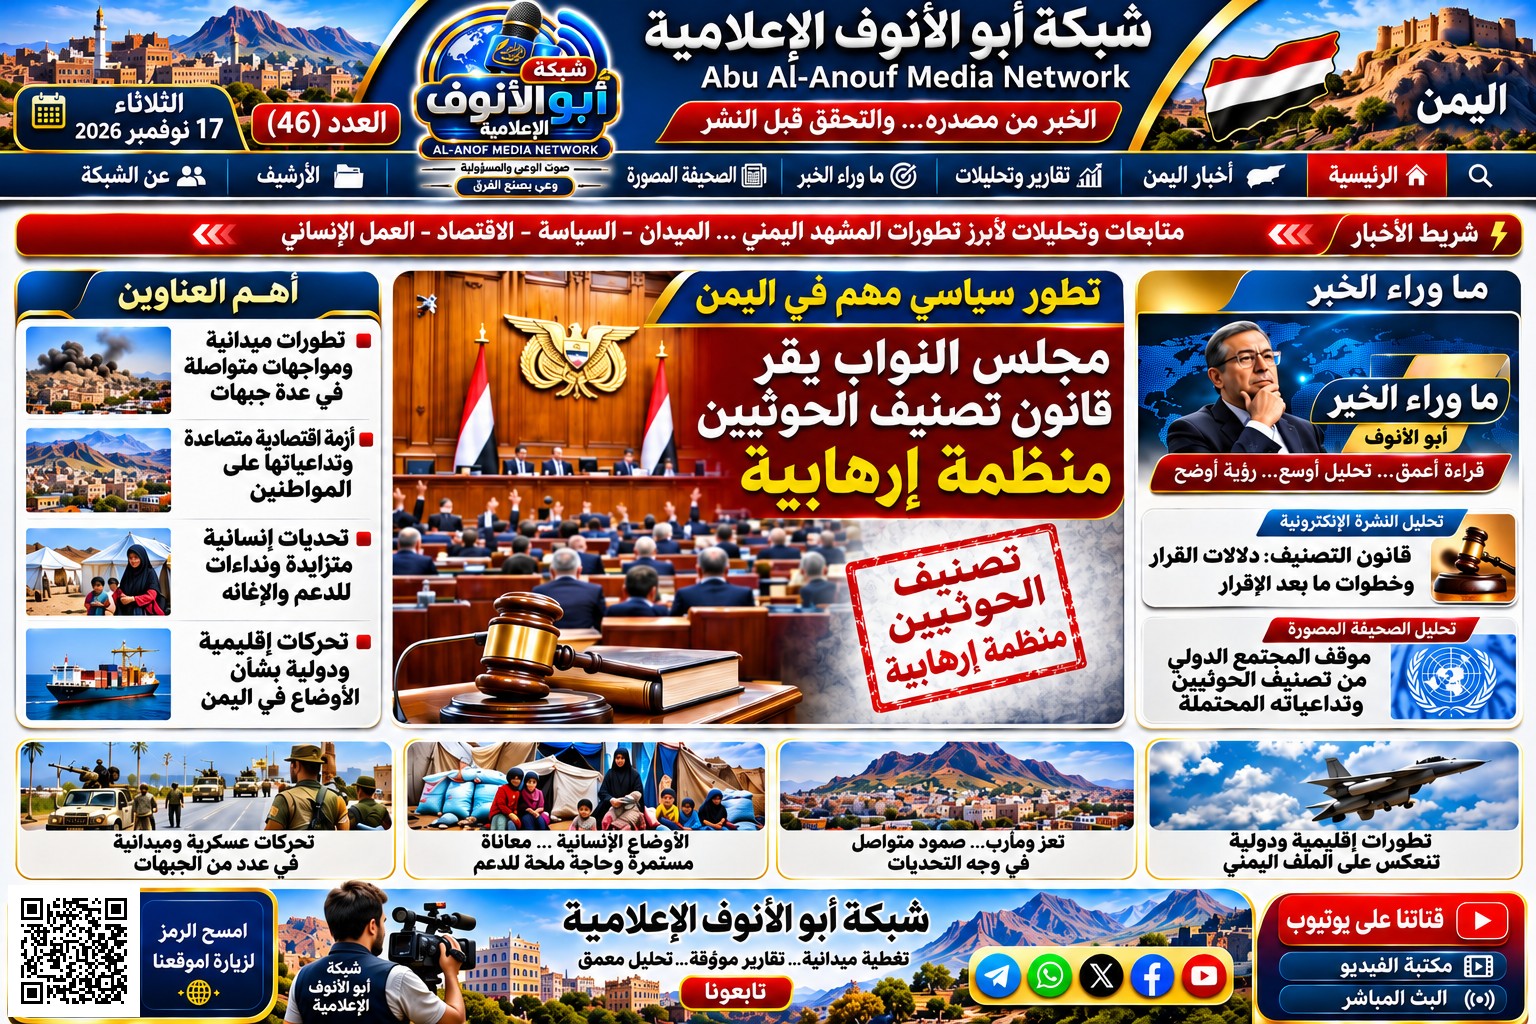 شبكة أبو الأنوف الإعلامية
Abu Al-Anouf Media Network
الخبر من مصدره... والتحقق قبل النشر
اليمن
شبكة
أبو الأنوف
الإعلامية
AL-ANOF MEDIA NETWORK
صوت الوعي والمسؤولية
وعي يصنع الفرق
العدد (46)
الثلاثاء
17 نوفمبر 2026
الرئيسية
أخبار اليمن
تقارير وتحليلات
ما وراء الخبر
الصحيفة المصورة
الأرشيف
عن الشبكة
شريط الأخبار
متابعات وتحليلات لأبرز تطورات المشهد اليمني ... الميدان - السياسة - الاقتصاد - العمل الإنساني
ما وراء الخبر
ما وراء الخير
أبو الأنوف
قراءة أعمق... تحليل أوسع... رؤية أوضح
تحليل النشرة الإنكترونية
قانون التصنيف: دلالات القرار
وخطوات ما بعد الإقرار
تحليل الصحيفة المصورة
موقف المجتمع الدولي
من تصنيف الحوثيين
وتداعياته المحتملة
تطور سياسي مهم في اليمن
مجلس النواب يقر
قانون تصنيف الحوثيين
منظمة إرهابية
تصنيف
الحوثيين
منظمة إرهابية
أهم العناوين
تطورات ميدانية
ومواجهات متواصلة
في عدة جبهات
أزمة اقتصادية متصاعدة
وتداعياتها على
المواطنين
تحديات إنسانية
متزايدة ونداءات
للدعم والإغانه
تحركات إقليمية
ودولية بشأن
الأوضاع في اليمن
تطورات إقليمية ودولية
تنعكس على الملف اليمني
تعز ومأرب... صمود متواصل
في وجه التحديات
الأوضاع الإنسانية ... معاناة
مستمرة وحاجة ملحة للدعم
تحركات عسكرية وميدانية
في عدد من الجبهات
قتاتنا على يوتيوب
مكتبة الفيديو
البث المباشر
شبكة أبو الأنوف الإعلامية
تغطية ميدانية... تقارير موثوقة... تحليل معمق
تابعونا
شبكة
أبو الأنوف
الإعلامية
امسح الرمز
لزيارة اموقعنا